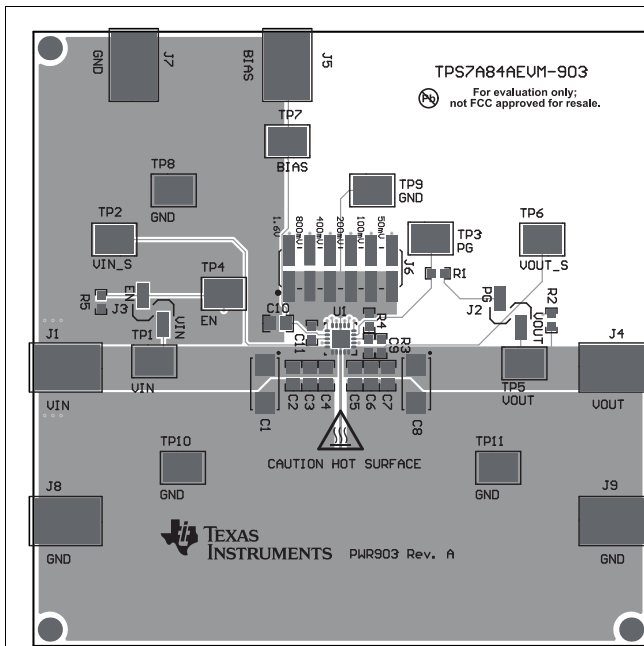 GND
J7
BIAS
J5
TPS7A84AEVM-903
Pb
For evaluation only;
not FCC approved for resale.
TP7
BIAS
TP8
GND
TP9
GND
TP2
VIN_S
1.6V
800mV
400mV
200mV
100mV
50mV
J6
TP3
PG
TP6
VOUT_S
R5
EN
J3
TP4
EN
R1
PG
J2
R2
VIN
TP1
VIN
C10
C11
U1
R4
C9
R3
VOUT
TP5
VOUT
J1
VIN
J4
VOUT
C1
C2
C3
C4
C5
C6
C7
C8
CAUTION HOT SURFACE
TP10
GND
TP11
GND
J8
GND
J9
GND
ti
TEXAS
INSTRUMENTS
PWR903 Rev. A